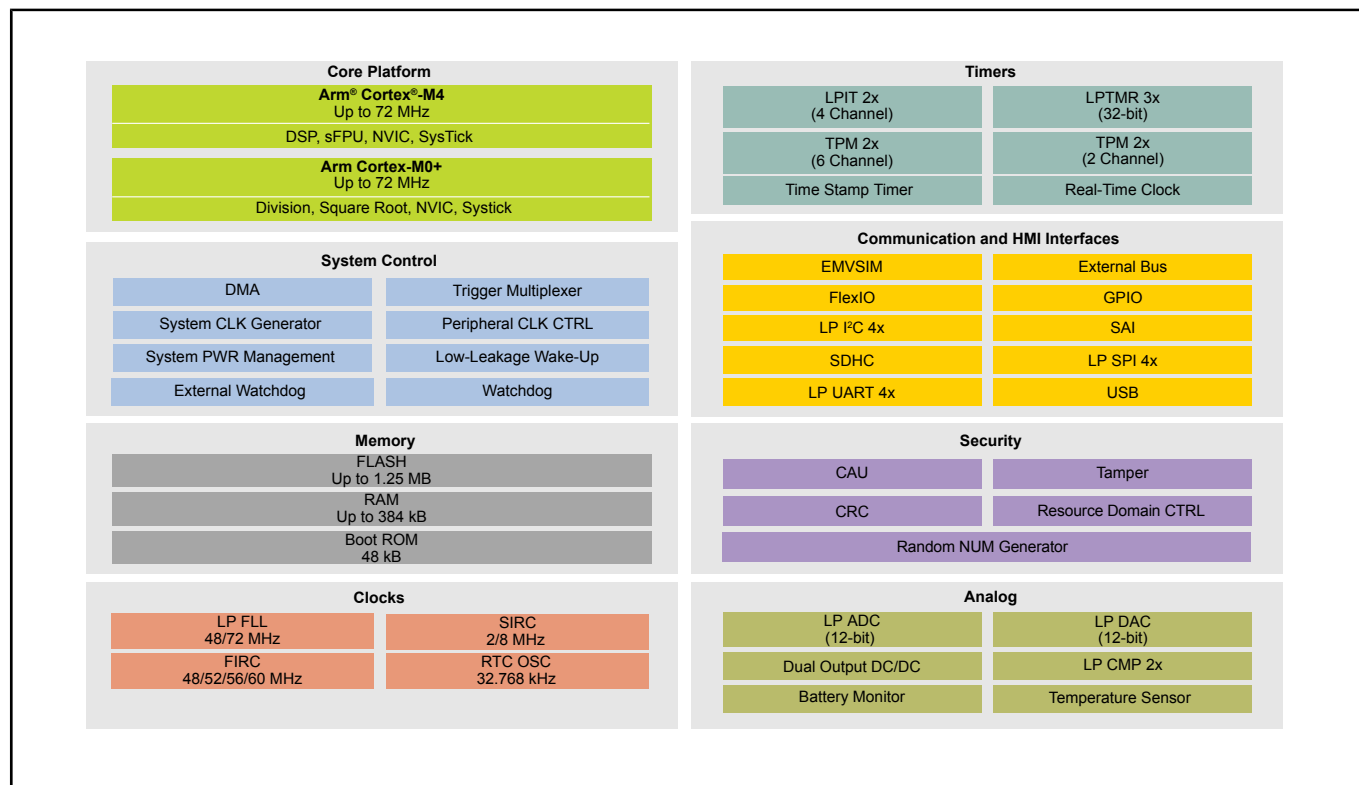 Core Platform
Arm® Cortex®-M4
Up to 72 MHz
DSP, sFPU, NVIC, SysTick
Arm Cortex-M0+
Up to 72 MHz
Division, Square Root, NVIC, Systick
System Control
DMA
Trigger Multiplexer
System CLK Generator
Peripheral CLK CTRL
System PWR Management
Low-Leakage Wake-Up
External Watchdog
Watchdog
Memory
FLASH
Up to 1.25 MB
RAM
Up to 384 kB
Boot ROM
48 kB
Clocks
LP FLL
48/72 MHz
SIRC
2/8 MHz
FIRC
48/52/56/60 MHz
RTC OSC
32.768 kHz
Timers
LPIT 2x
(4 Channel)
LPTMR 3x
(32-bit)
TPM 2x
(6 Channel)
TPM 2x
(2 Channel)
Time Stamp Timer
Real-Time Clock
Communication and HMI Interfaces
EMVSIM
External Bus
FlexIO
GPIO
LP I²C 4x
SAI
SDHC
LP SPI 4x
LP UART 4x
USB
Security
CAU
Tamper
CRC
Resource Domain CTRL
Random NUM Generator
Analog
LP ADC
(12-bit)
LP DAC
(12-bit)
Dual Output DC/DC
LP CMP 2x
Battery Monitor
Temperature Sensor